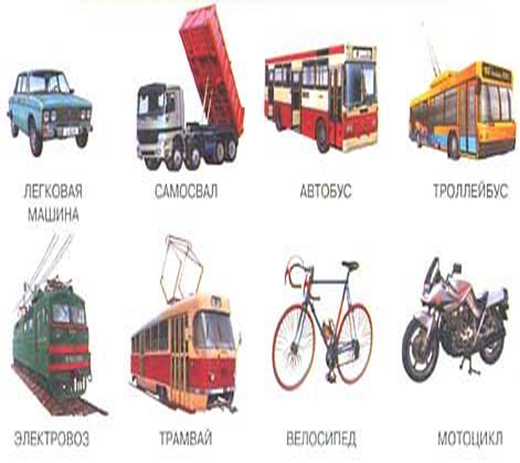 ЛЕГКОВАЯ
МАШИНА
САМОСВАЛ
АВТОБУС
ТРОЛЛЕЙБУС
ЭЛЕКТРОВОЗ
ТРАМВАЙ
ВЕЛОСИПЕД
МОТОЦИКЛ